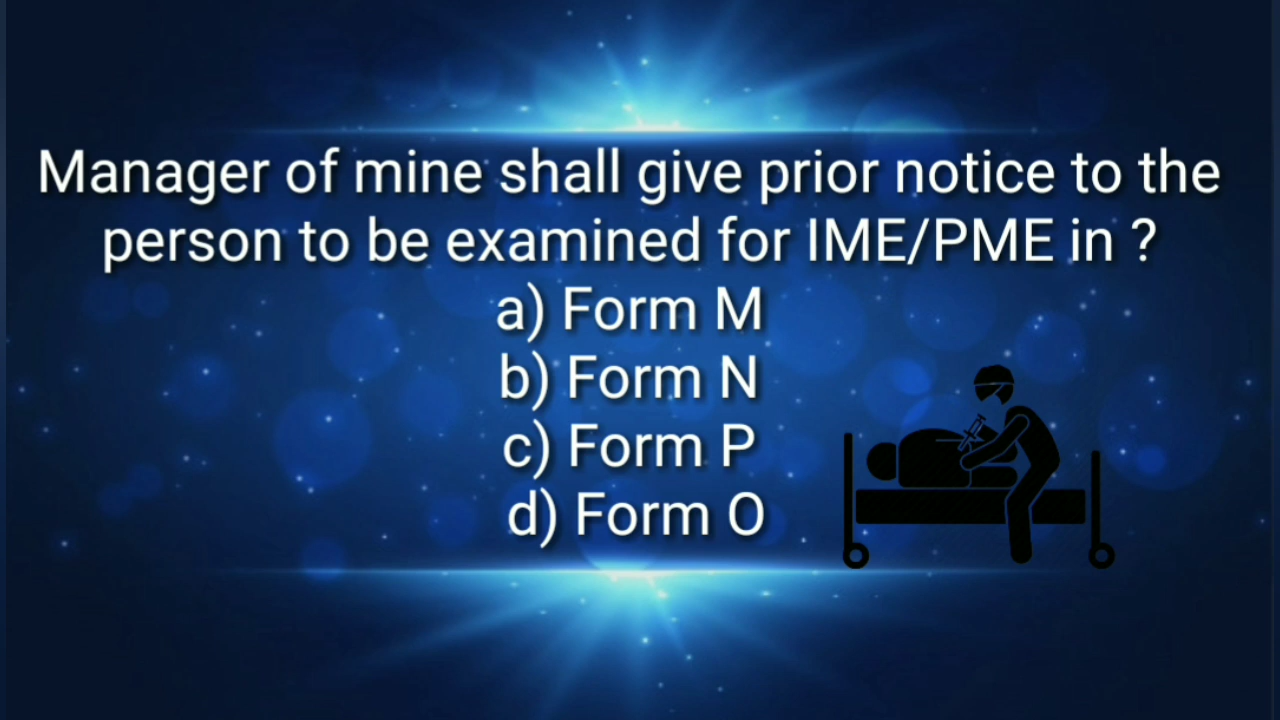 Manager of mine shall give prior notice to the
person to be examined for IME/PME in ?
a) Form M
b) Form N
c) Form P
d) Form O